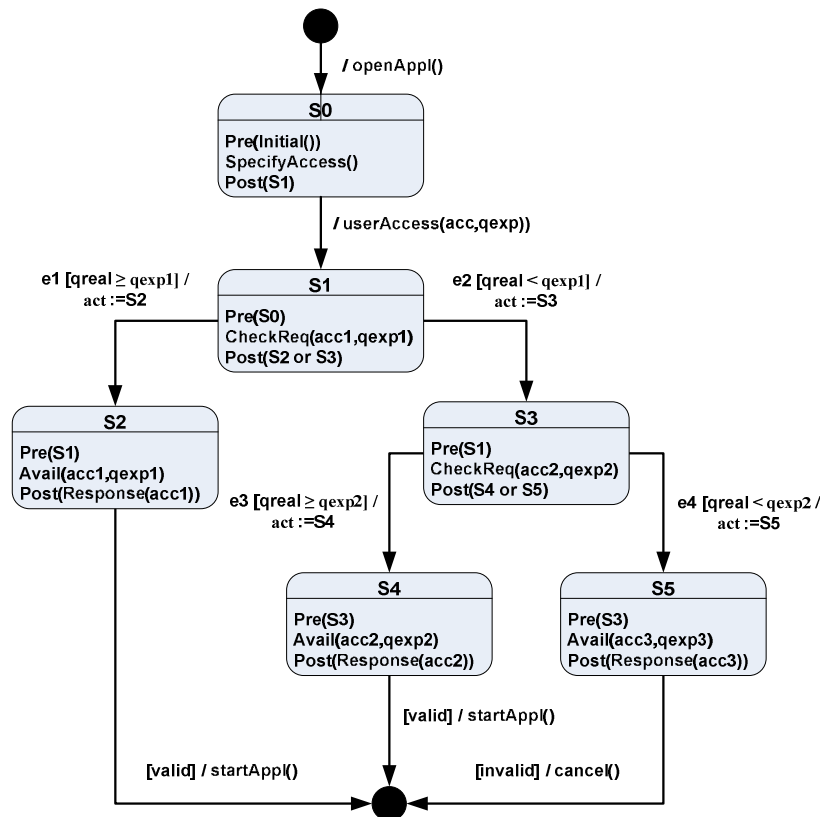 / openAppl()
S0
Pre(Initial())
SpecifyAccess()
Post(S1)
/ userAccess(acc,qexp))
e1 [qreal ≥ qexp1] /
act :=S2
S1
Pre(S0)
CheckReq(acc1,qexp1)
Post(S2 or S3)
e2 [qreal < qexp1] /
act :=S3
S2
Pre(S1)
Avail(acc1,qexp1)
Post(Response(acc1))
S3
Pre(S1)
CheckReq(acc2,qexp2)
Post(S4 or S5)
e3 [qreal ≥ qexp2] /
act :=S4
e4 [qreal < qexp2 /
act :=S5
S4
Pre(S3)
Avail(acc2,qexp2)
Post(Response(acc2))
S5
Pre(S3)
Avail(acc3,qexp3)
Post(Response(acc3))
[valid] / startAppl()
[valid] / startAppl()
[invalid] / cancel()